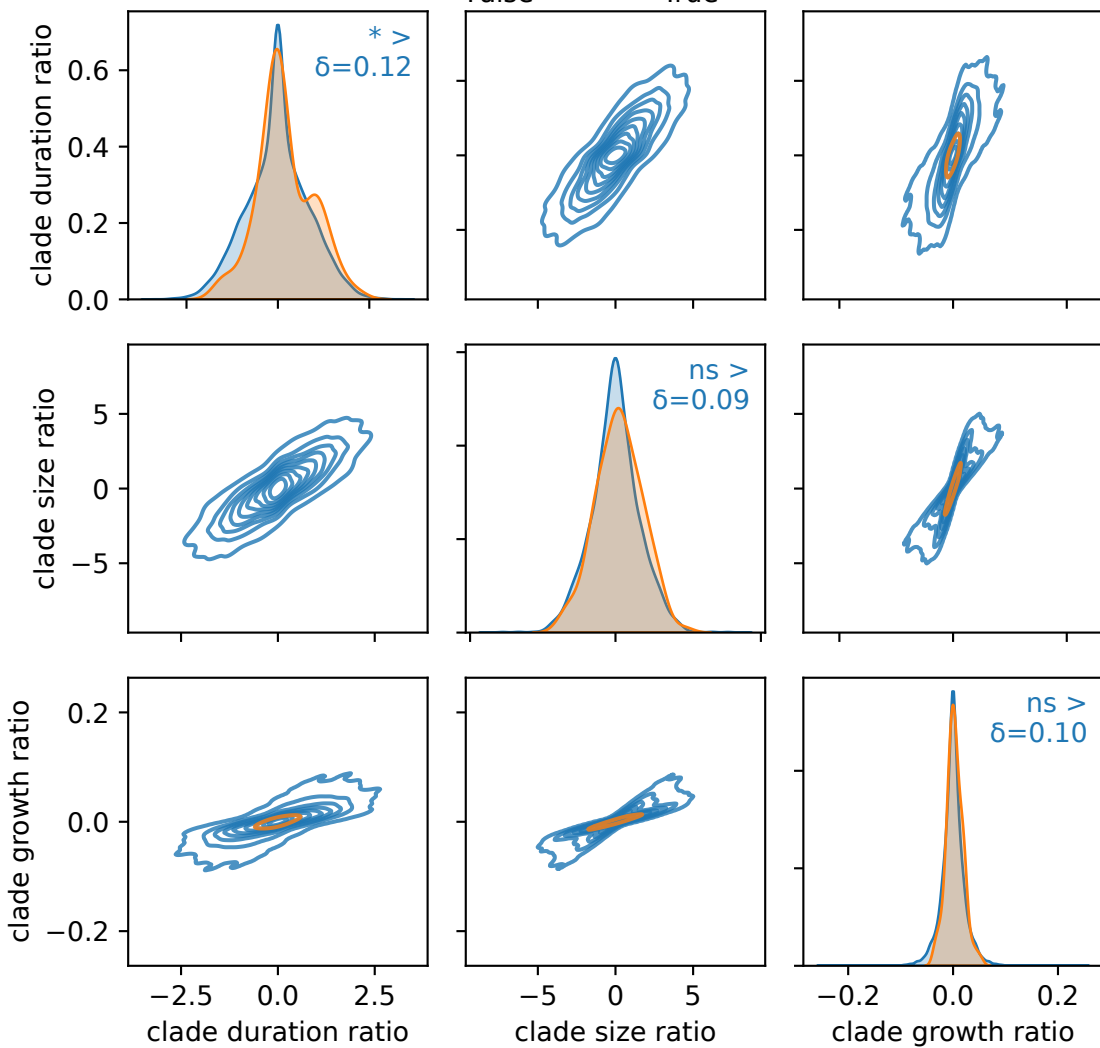 True
* >
δ=0.12
clade duration ratio
0.6
0.4
0.2
0.0
ns >
δ=0.09
clade size ratio
5
0
−5
ns >
δ=0.10
clade growth ratio
0.2
0.0
−0.2
−2.5 0.0 2.5
−5 0 5
−0.2 0.0 0.2
clade duration ratio
clade size ratio
clade growth ratio